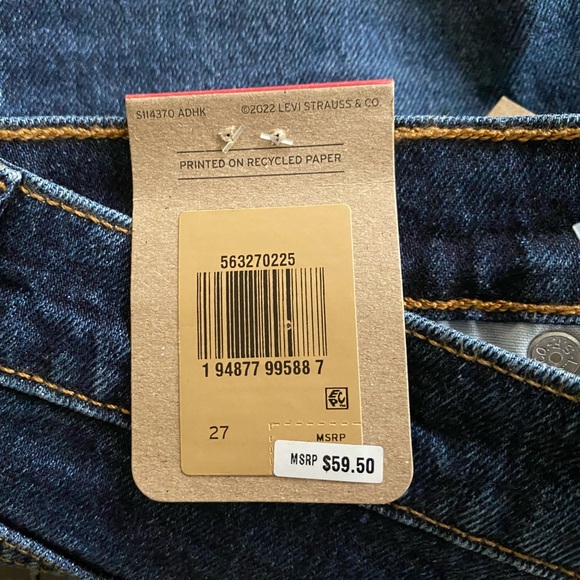 S114370 ADHK ©2022 LEVI STRAUSS & CO.
PRINTED ON RECYCLED PAPER
563270225
1 94877 99588 7
27
MSRP
MSRP $59.50